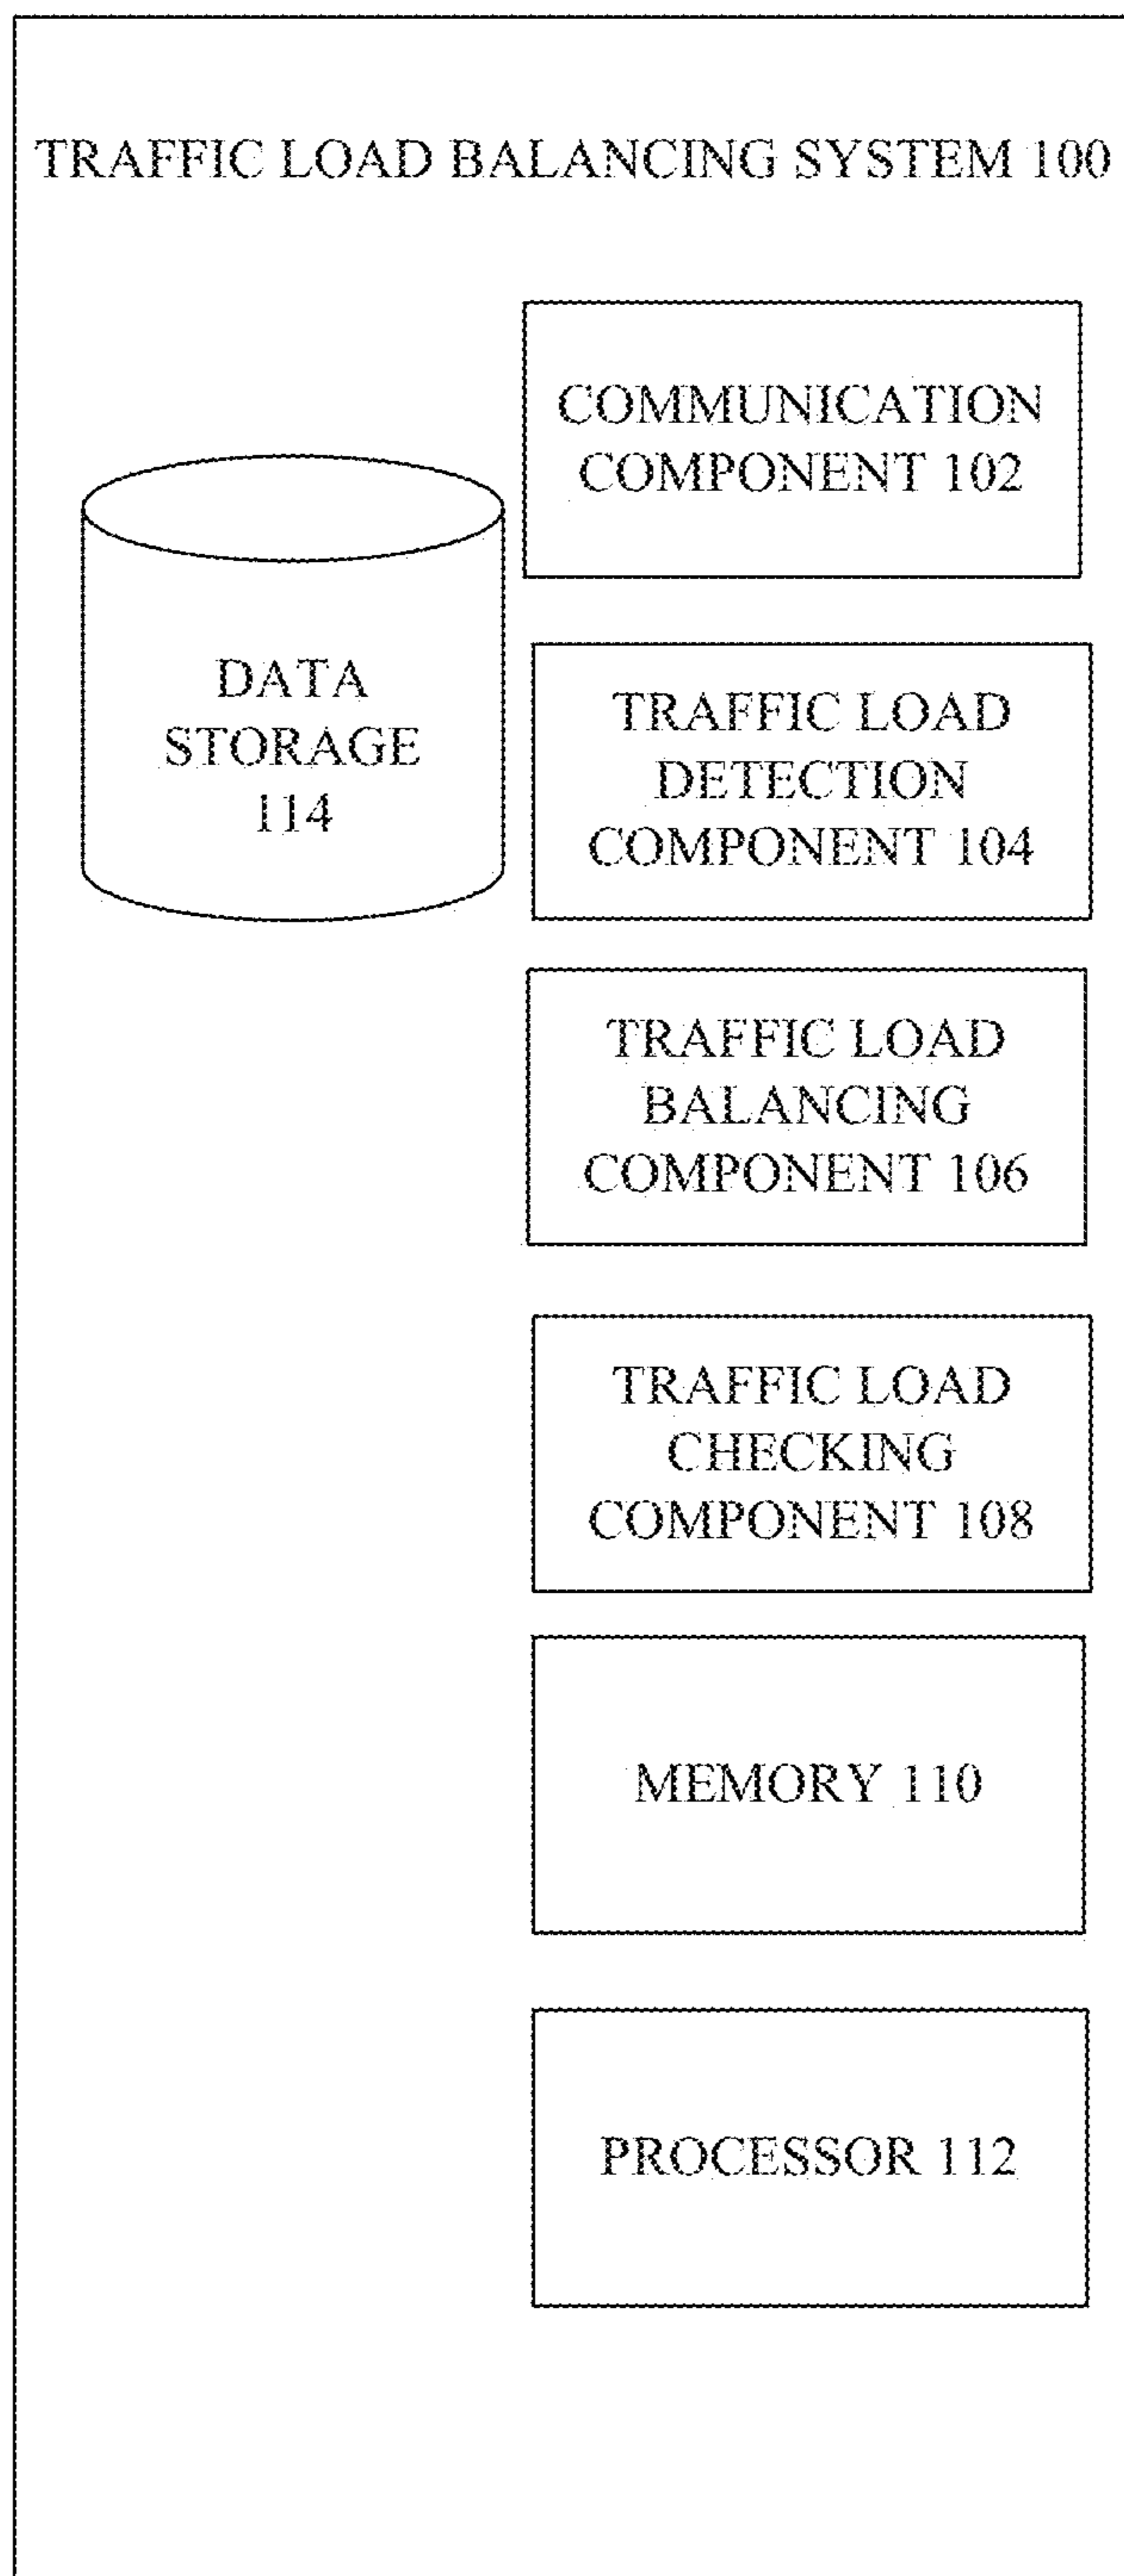 TRAFFIC LOAD BALANCING SYSTEM 100
COMMUNICATION
COMPONENT 102
DATA
STORAGE
114
TRAFFIC LOAD
DETECTION
COMPONENT 104
TRAFFIC LOAD
BALANCING
COMPONENT 106
TRAFFIC LOAD
CHECKING
COMPONENT 108
MEMORY 110
PROCESSOR 112